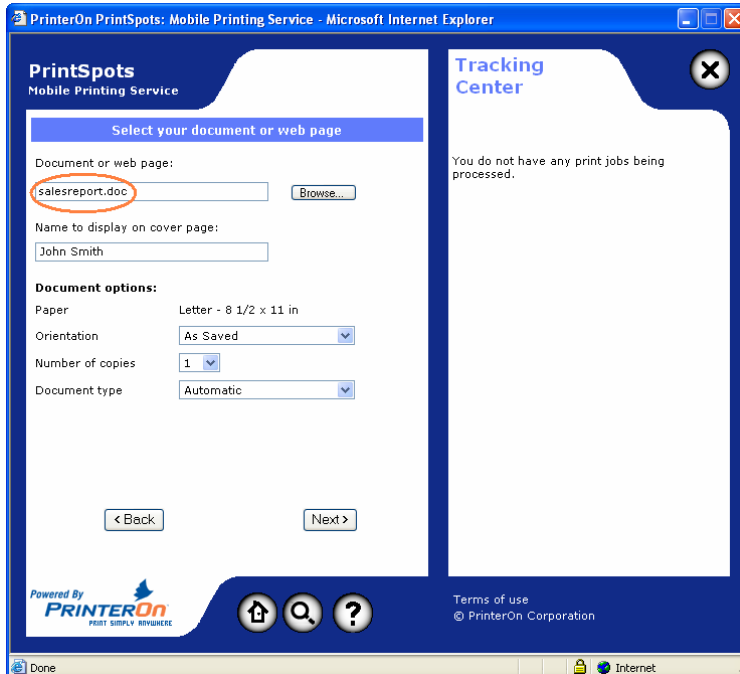 PrinterOn PrintSpots: Mobile Printing Service - Microsoft Internet Explorer
PrintSpots
Mobile Printing Service
Select your document or web page
Document or web page:
salesreport.doc
Browse...
Name to display on cover page:
John Smith
Document options:
Paper Letter - 8 1/2 x 11 in
Orientation As Saved
Number of copies 1
Document type Automatic
< Back Next >
Powered By
PRINTERON
PRINT SIMPLY ANYWHERE
?
Tracking
Center
You do not have any print jobs being
processed.
Terms of use
© PrinterOn Corporation
Done Internet